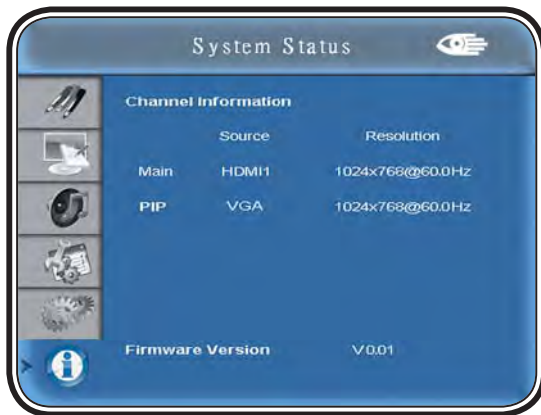 System Status
Channel Information
Source Resolution
Main HDMI1 1024x768@60.0Hz
PIP VGA 1024x768@60.0Hz
Firmware Version V0.01